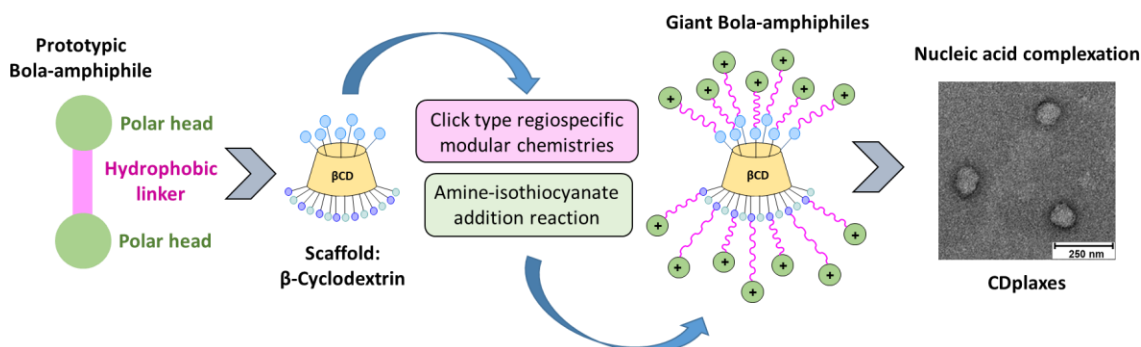 Prototypic
Bola-amphiphile
Polar head
Hydrophobic
linker
Polar head
βCD
Scaffold:
β-Cyclodextrin
Click type regiospecific
modular chemistries
Amine-isothiocyanate
addition reaction
Giant Bola-amphiphiles
+
+
+
+
+
+
+
βCD
+
+
+
+
+
+
+
Nucleic acid complexation
250 nm
CDplaxes